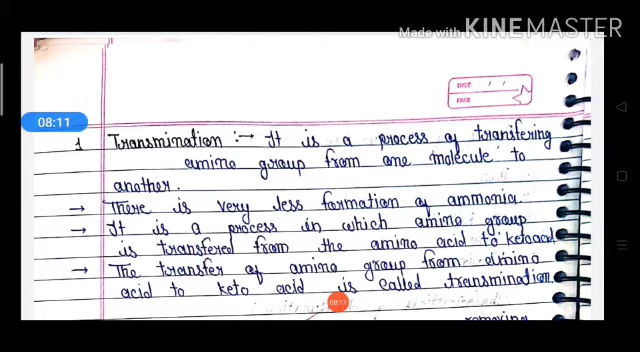 Made with KINEMASTER
DATE
PAGE
08:11
1 Transmination :→ It is a process of transfering
amino group from one molecule to
another.
→ There is very less formation of ammonia.
→ It is a process in which amino group
is transfered from the amino acid to ketoacid
→ The transfer of amino group from amino
acid to keto acid is called transmination.
08:13
removing